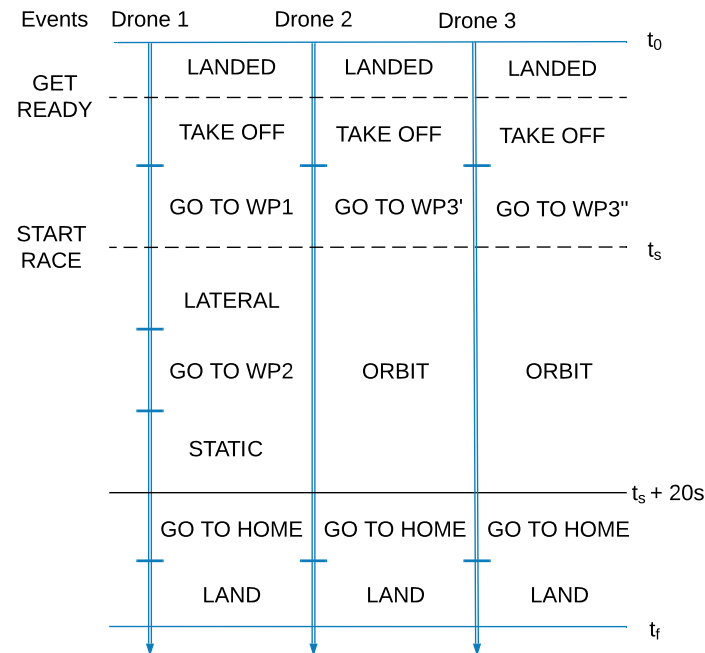 Events Drone 1 Drone 2 Drone 3
t0
LANDED LANDED LANDED
GET
READY
TAKE OFF TAKE OFF TAKE OFF
GO TO WP1 GO TO WP3' GO TO WP3"
START
RACE
ts
LATERAL
GO TO WP2 ORBIT ORBIT
STATIC
ts + 20s
GO TO HOME GO TO HOME GO TO HOME
LAND LAND LAND
tf